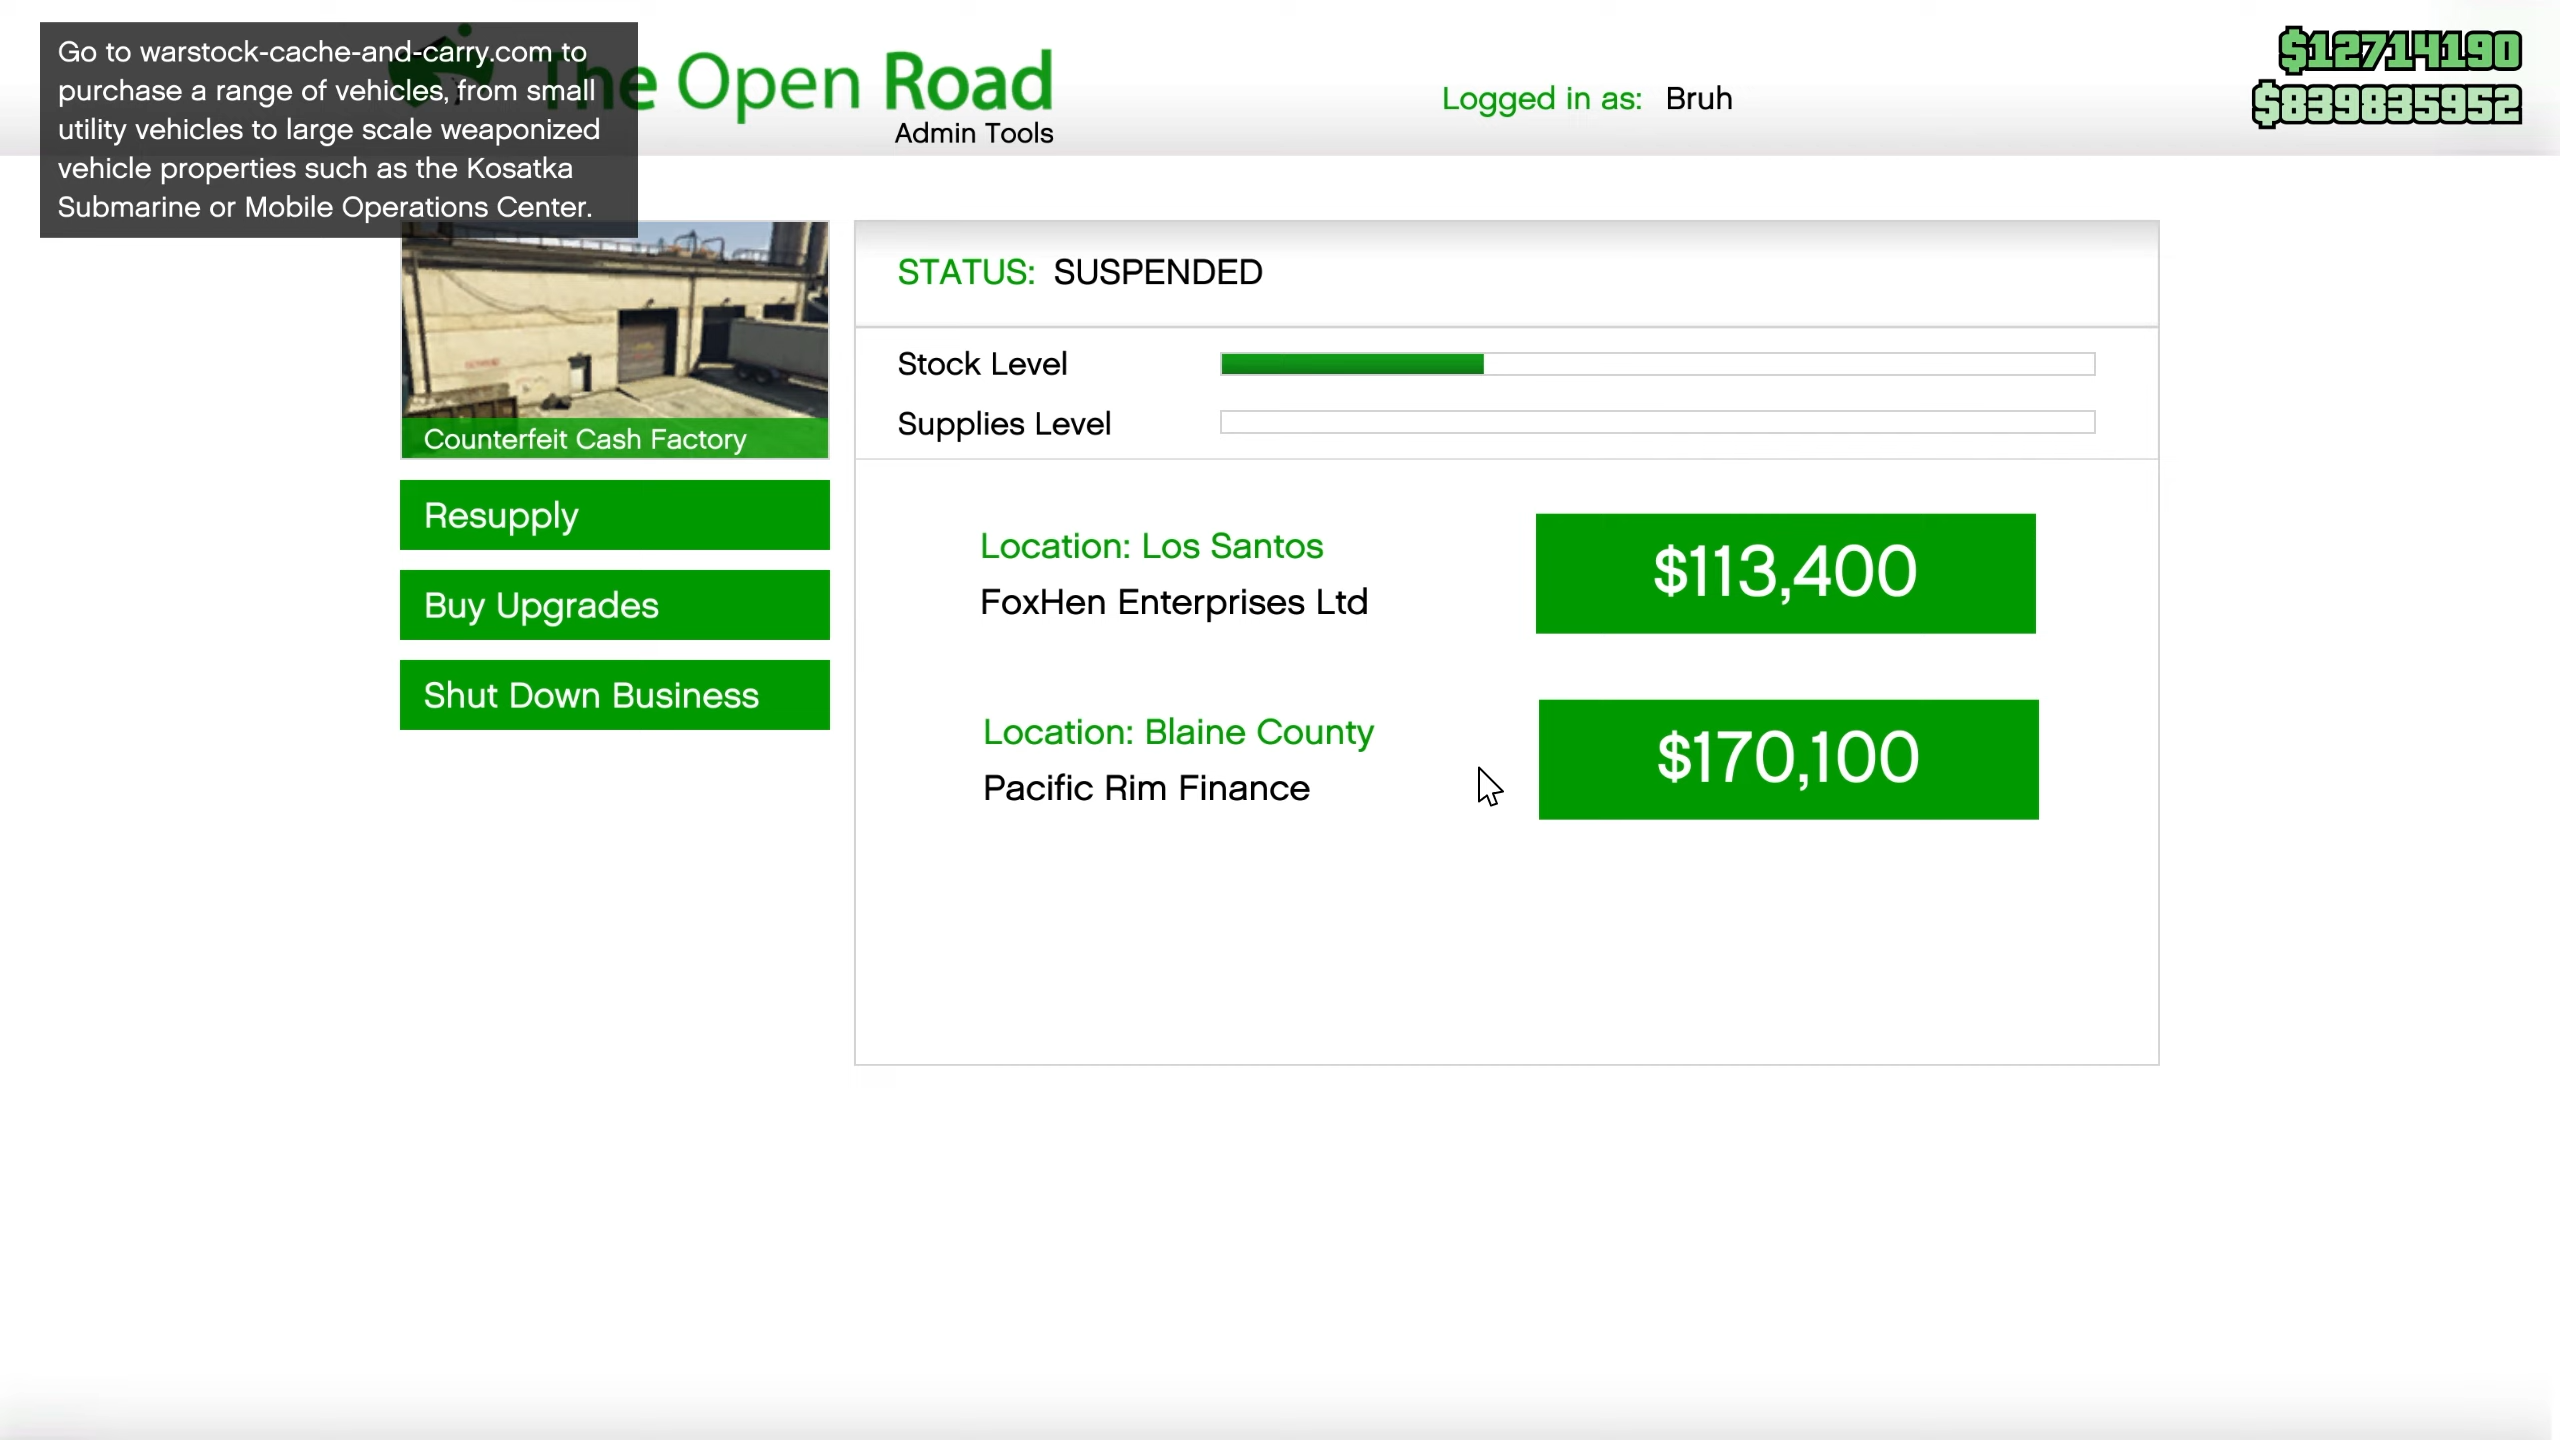 Go to warstock-cache-and-carry.com to
purchase a range of vehicles, from small
utility vehicles to large scale weaponized
vehicle properties such as the Kosatka
Submarine or Mobile Operations Center.
The Open Road
Admin Tools
Logged in as: Bruh
$12714190
$839835952
Counterfeit Cash Factory
Resupply
Buy Upgrades
Shut Down Business
STATUS: SUSPENDED
Stock Level
Supplies Level
Location: Los Santos
FoxHen Enterprises Ltd
$113,400
Location: Blaine County
Pacific Rim Finance
$170,100